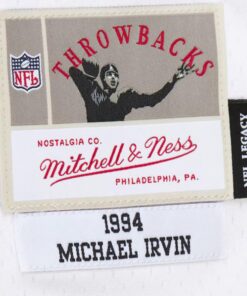 THROWBACKS
NFL
NOSTALGIA CO.
Mitchell & Ness
PHILADELPHIA, PA.
NFL LEGACY
1994
MICHAEL IRVIN